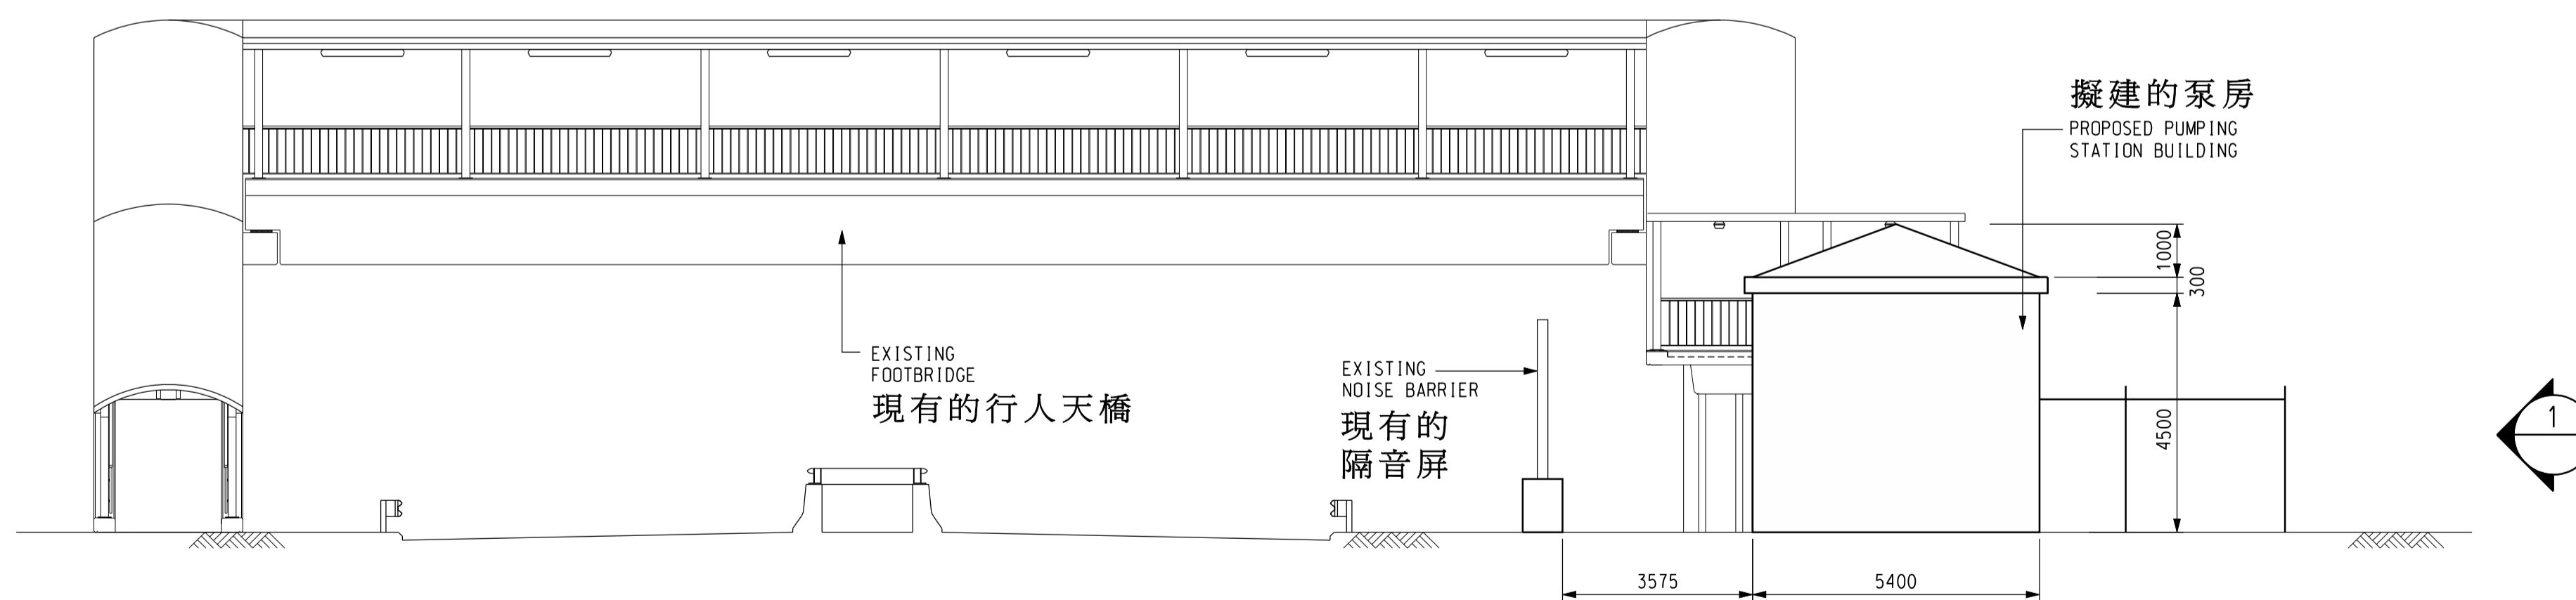 擬建的泵房
PROPOSED PUMPING
STATION BUILDING
1000
300
EXISTING
FOOTBRIDGE
現有的行人天橋
EXISTING
NOISE BARRIER
現有的
隔音屏
4500
1
3575
5400